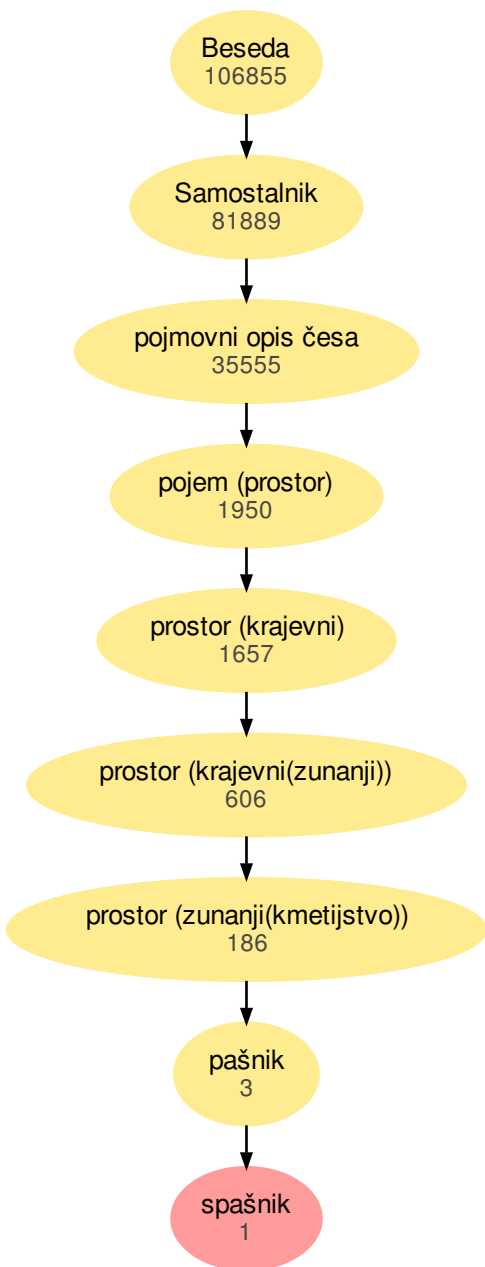 Beseda
106855
Samostalnik
81889
pojmovni opis česa
35555
pojem (prostor)
1950
prostor (krajevni)
1657
prostor (krajevni(zunanji))
606
prostor (zunanji(kmetijstvo))
186
pašnik
3
spašnik
1